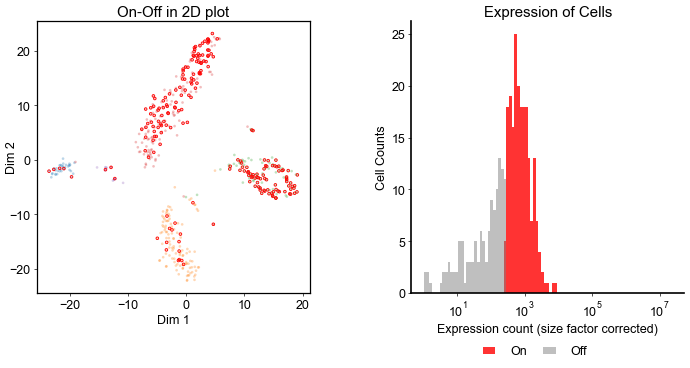 On-Off in 2D plot
Dim 2
20
10
0
−10
−20
−20 −10 0 10 20
Dim 1
Expression of Cells
Cell Counts
25
20
15
10
5
0
10^1 10^3 10^5 10^7
Expression count (size factor corrected)
On Off